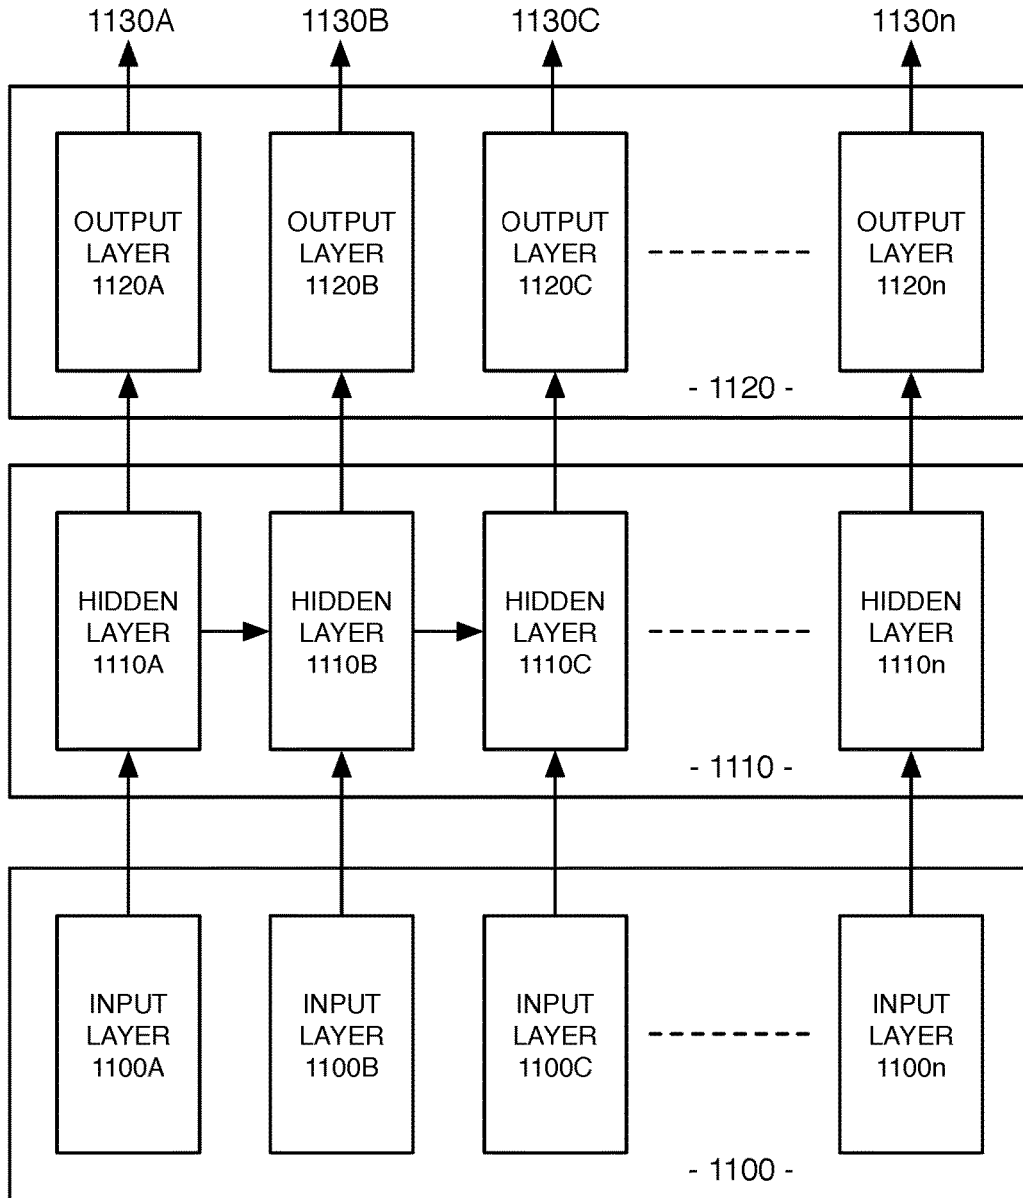 1130A 1130B 1130C 1130n
OUTPUT LAYER 1120A
OUTPUT LAYER 1120B
OUTPUT LAYER 1120C
OUTPUT LAYER 1120n
- 1120 -
HIDDEN LAYER 1110A
HIDDEN LAYER 1110B
HIDDEN LAYER 1110C
HIDDEN LAYER 1110n
- 1110 -
INPUT LAYER 1100A
INPUT LAYER 1100B
INPUT LAYER 1100C
INPUT LAYER 1100n
- 1100 -